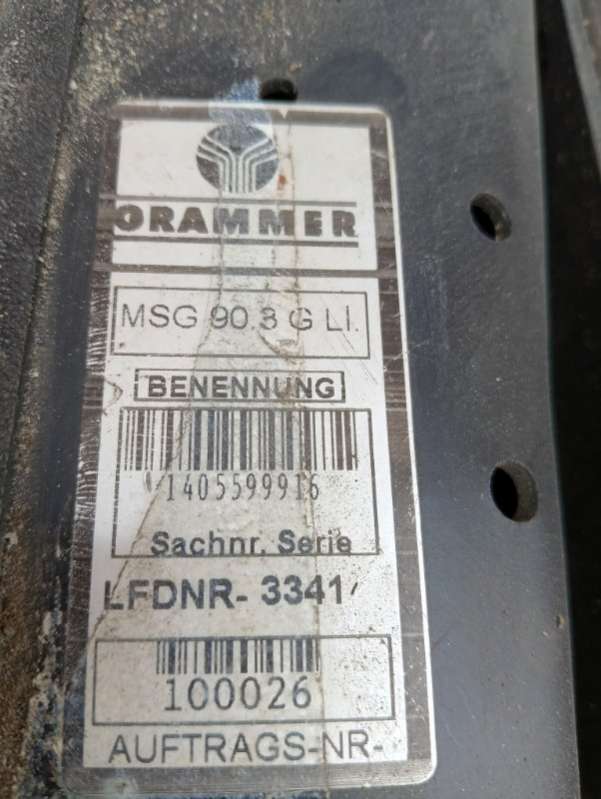 GRAMMER
MSG 90.3 G LI.
BENENNUNG
1405599916
Sachnr. Serie
LFDNR- 3341
100026
AUFTRAGS-NR-